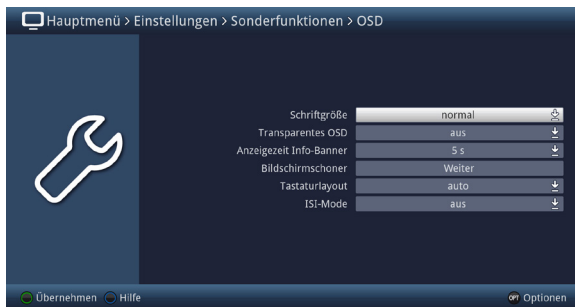 Hauptmenü > Einstellungen > Sonderfunktionen > OSD
Schriftgröße normal
Transparentes OSD aus
Anzeigezeit Info-Banner 5 s
Bildschirmschoner Weiter
Tastaturlayout auto
ISI-Mode aus
Übernehmen Hilfe OPT Optionen